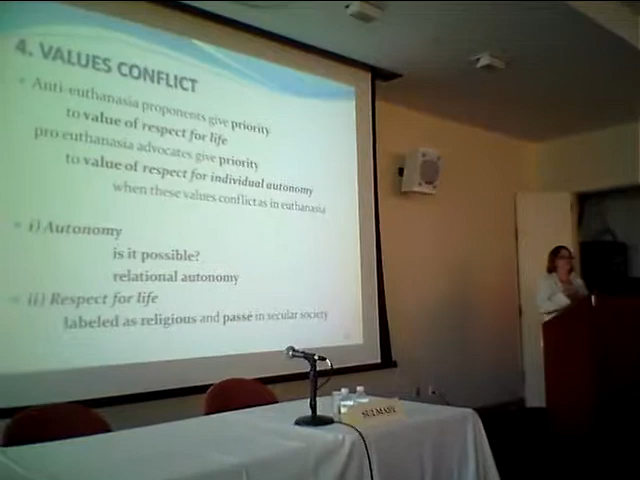 4. VALUES CONFLICT
Anti-euthanasia proponents give priority
to value of respect for life
pro euthanasia advocates give priority
to value of respect for individual autonomy
when these values conflict as in euthanasia
i) Autonomy
is it possible?
relational autonomy
ii) Respect for life
labeled as religious and passé in secular society